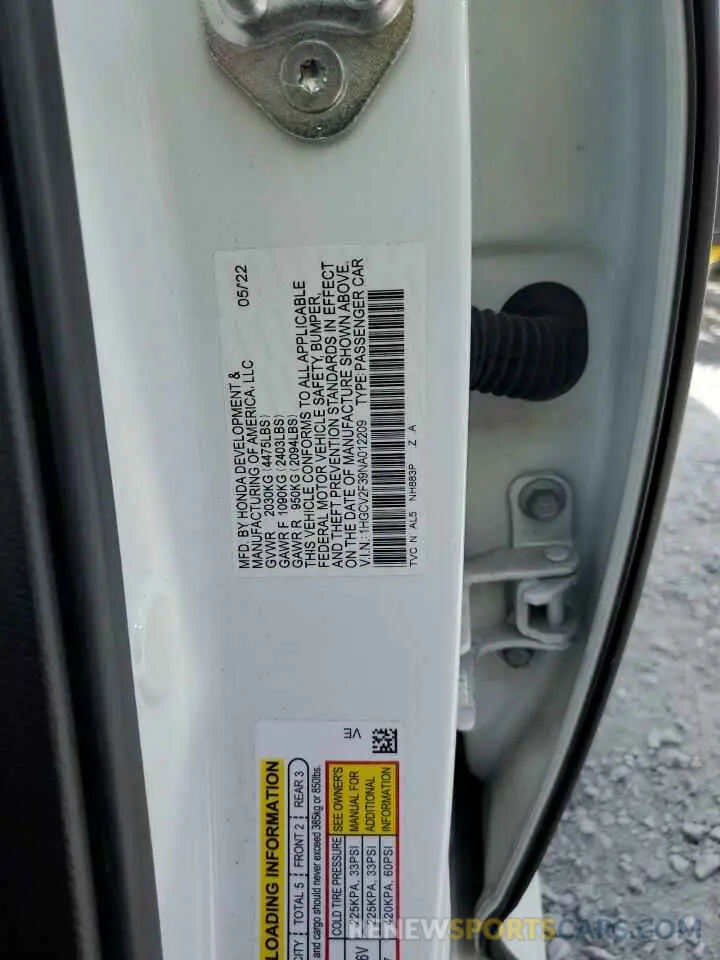 MFD. BY HONDA DEVELOPMENT & 05/'22
MANUFACTURING OF AMERICA, LLC
GVWR 2030KG (4475LBS)
GAWR F 1090KG (2403LBS)
GAWR R 950KG (2094LBS)
THIS VEHICLE CONFORMS TO ALL APPLICABLE
FEDERAL MOTOR VEHICLE SAFETY, BUMPER,
AND THEFT PREVENTION STANDARDS IN EFFECT
ON THE DATE OF MANUFACTURE SHOWN ABOVE.
V.I.N.:1HGCV2F39NA012209 TYPE:PASSENGER CAR
TVC N AL5 NH883P Z A
VE
LOADING INFORMATION
CITY TOTAL 5 FRONT 2 REAR 3
and cargo should never exceed 385kg or 850lbs.
COLD TIRE PRESSURE SEE OWNER'S
225KPA, 33PSI MANUAL FOR
6V 225KPA, 33PSI ADDITIONAL
420KPA, 60PSI INFORMATION
RENEWSPORTSCARS.COM